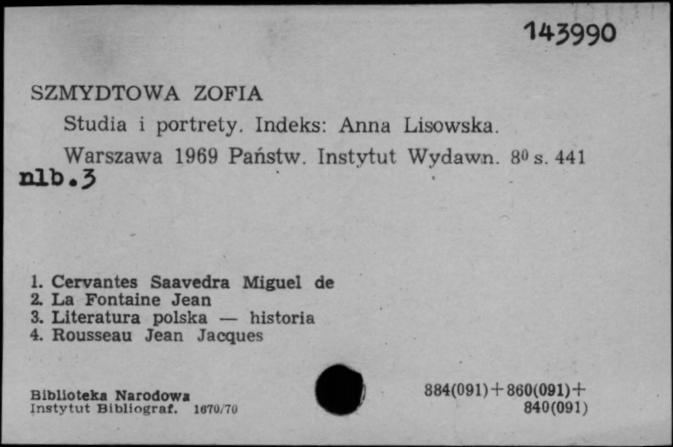 143990
SZMYDTOWA ZOFIA
Studia i portrety. Indeks: Anna Lisowska.
Warszawa 1969 Państw. Instytut Wydawn. 8⁰ s. 441
nlb.3
1. Cervantes Saavedra Miguel de
2. La Fontaine Jean
3. Literatura polska — historia
4. Rousseau Jean Jacques
Biblioteka Narodowa
Instytut Bibliograf. 1670/70
884(091)+860(091)+
840(091)